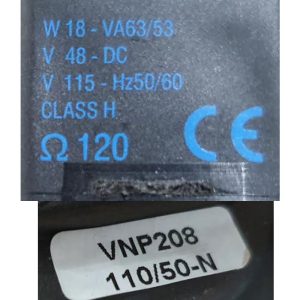 W 18 - VA63/53
V 48 - DC
V 115 - Hz50/60
CLASS H
Ω 120 CE
VNP208
110/50-N